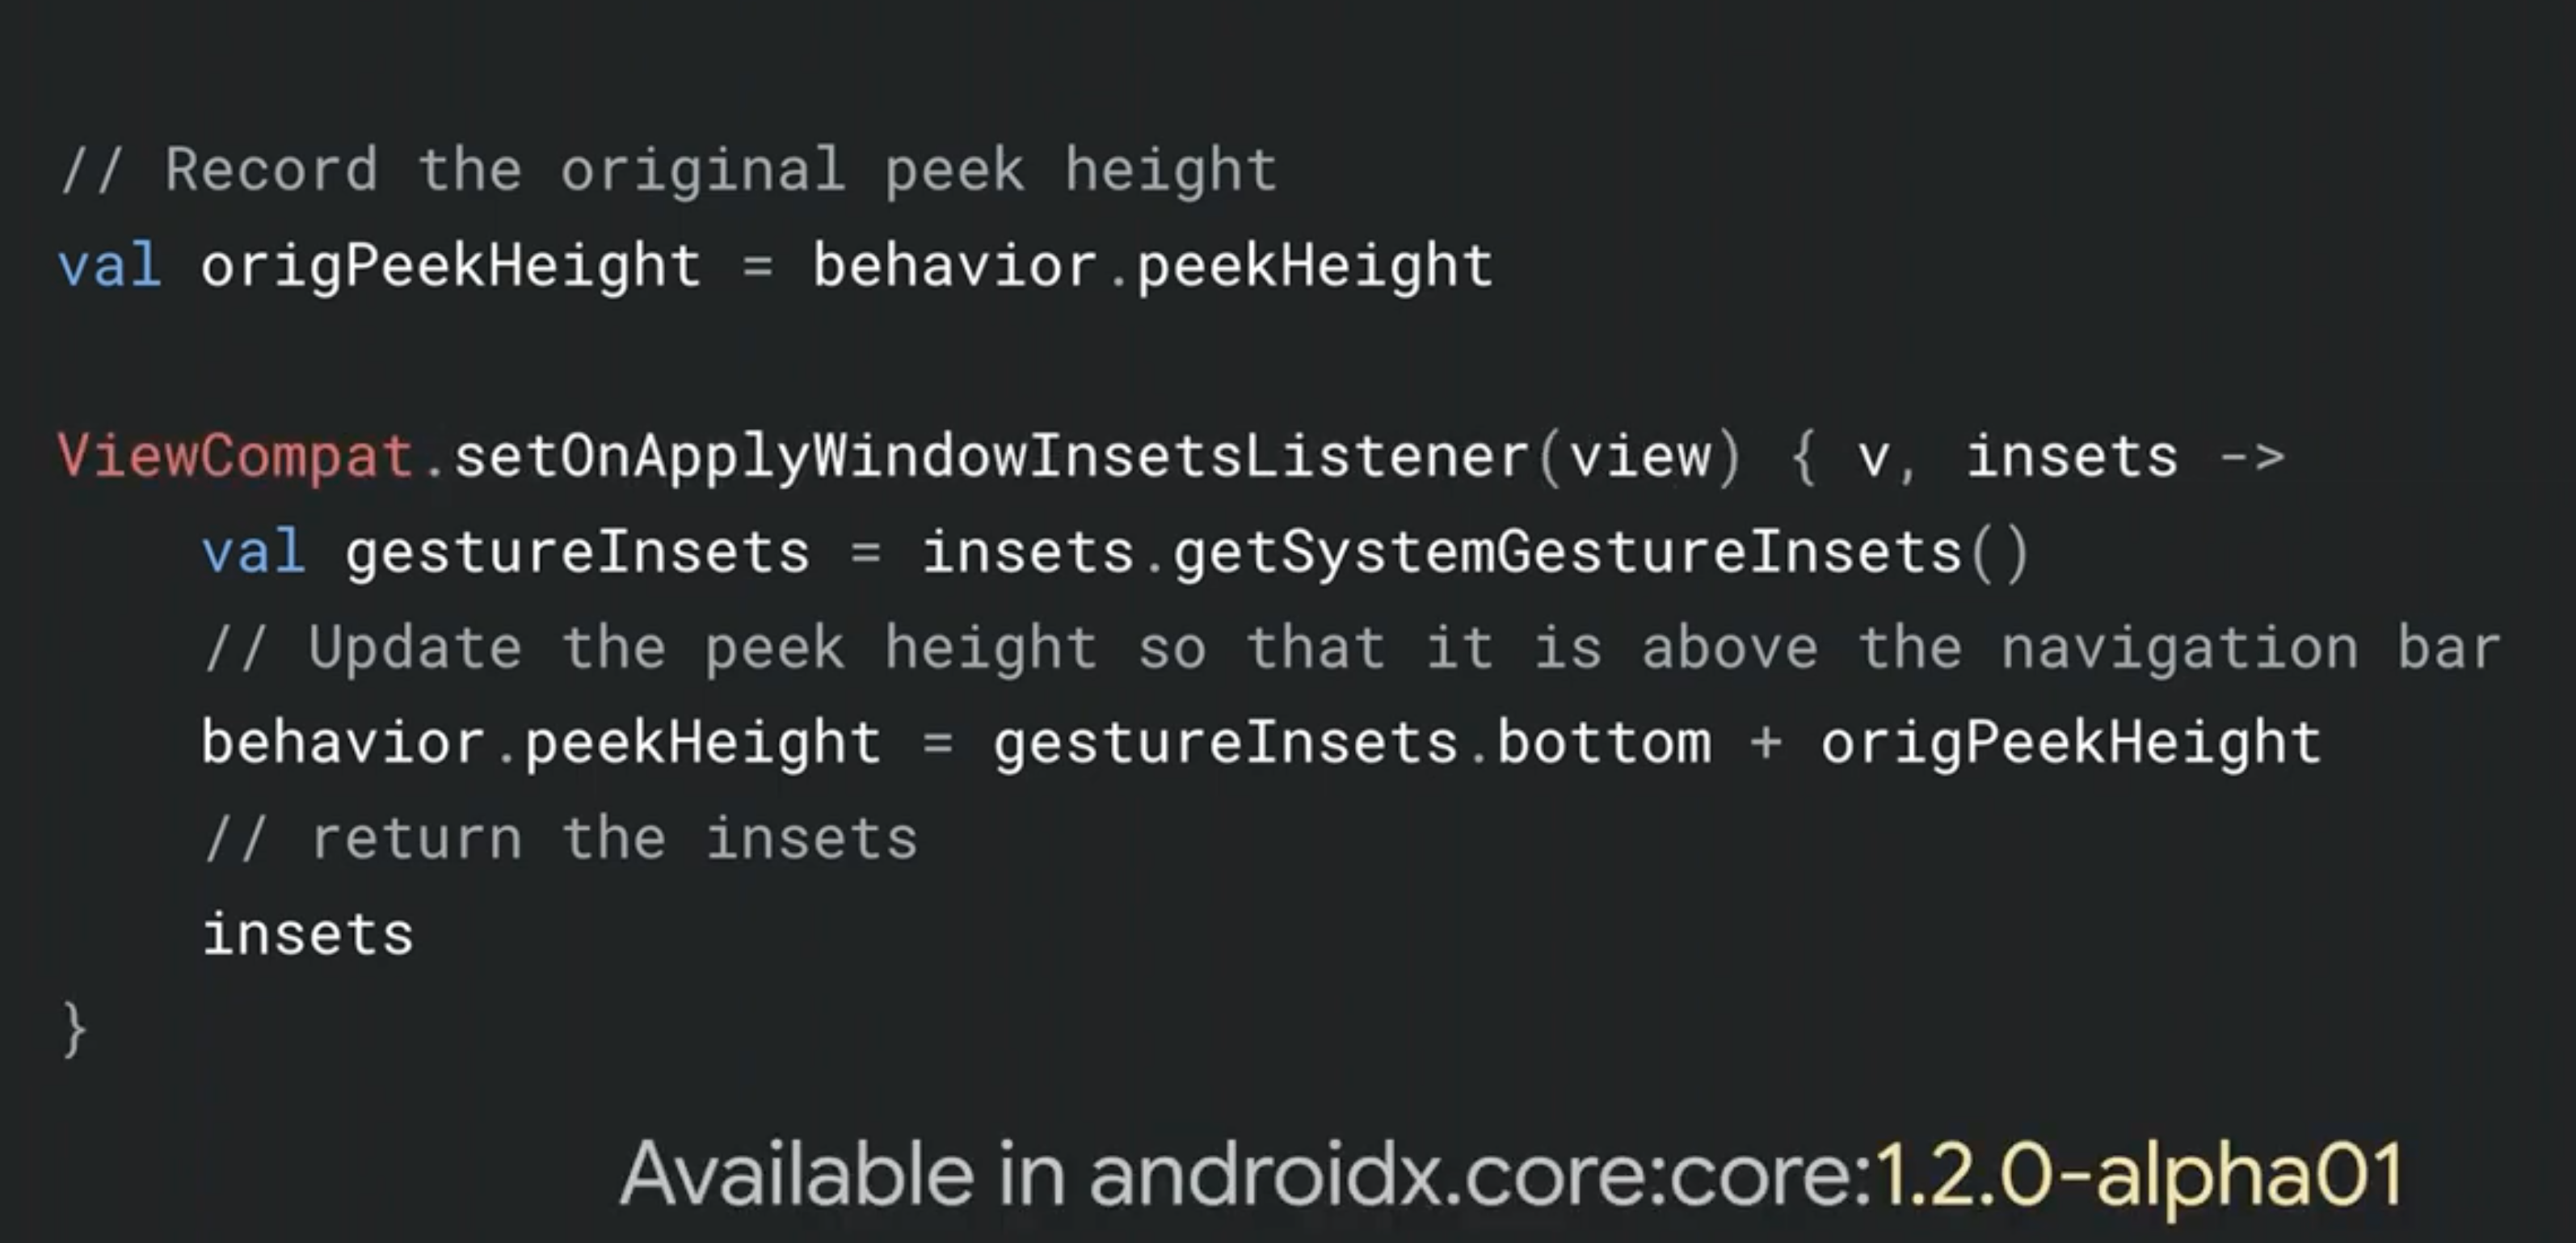 // Record the original peek height
val origPeekHeight = behavior.peekHeight
ViewCompat.setOnApplyWindowInsetsListener(view) { v, insets ->
    val gestureInsets = insets.getSystemGestureInsets()
    // Update the peek height so that it is above the navigation bar
    behavior.peekHeight = gestureInsets.bottom + origPeekHeight
    // return the insets
    insets
}
Available in androidx.core:core:1.2.0-alpha01